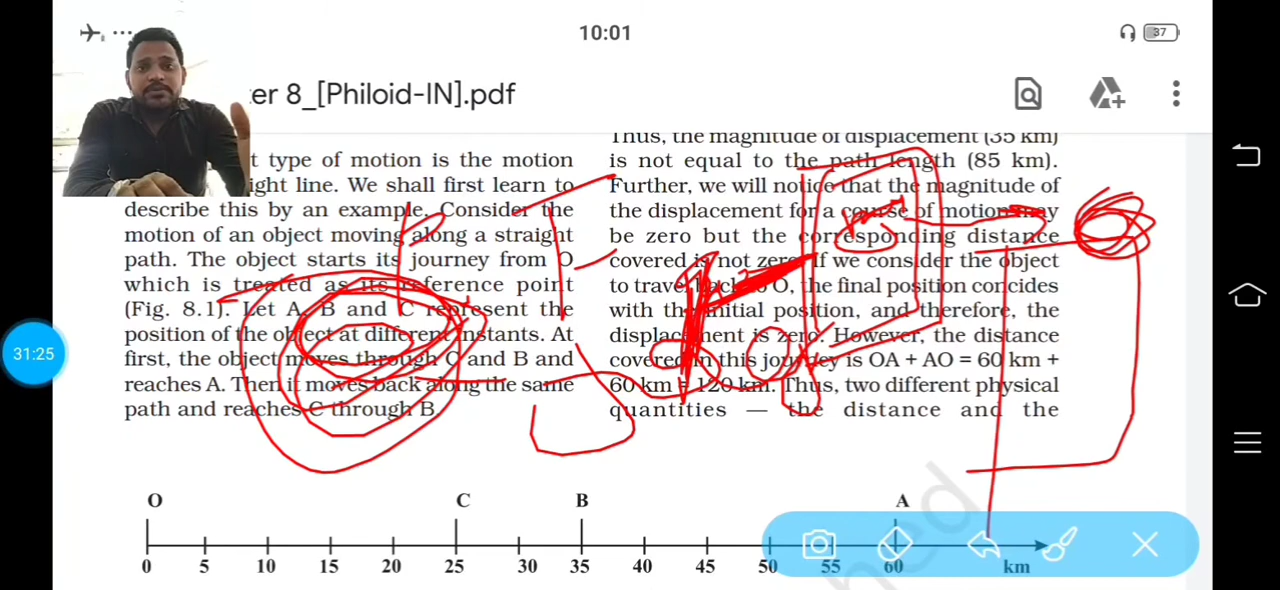 10:01
37
ter 8_[Philoid-IN].pdf
t type of motion is the motion
ight line. We shall first learn to
describe this by an example. Consider the
motion of an object moving along a straight
path. The object starts its journey from O
which is treated as its reference point
(Fig. 8.1). Let A, B and C represent the
position of the object at different instants. At
first, the object moves through C and B and
reaches A. Then it moves back along the same
path and reaches C through B.
Thus, the magnitude of displacement (35 km)
is not equal to the path length (85 km).
Further, we will notice that the magnitude of
the displacement for a course of motion may
be zero but the corresponding distance
covered is not zero. If we consider the object
to travel back to O, the final position concides
with the initial position, and therefore, the
displacement is zero. However, the distance
covered in this journey is OA + AO = 60 km +
60 km = 120 km. Thus, two different physical
quantities — the distance and the
31:25
O C B A
0 5 10 15 20 25 30 35 40 45 50 55 60 km